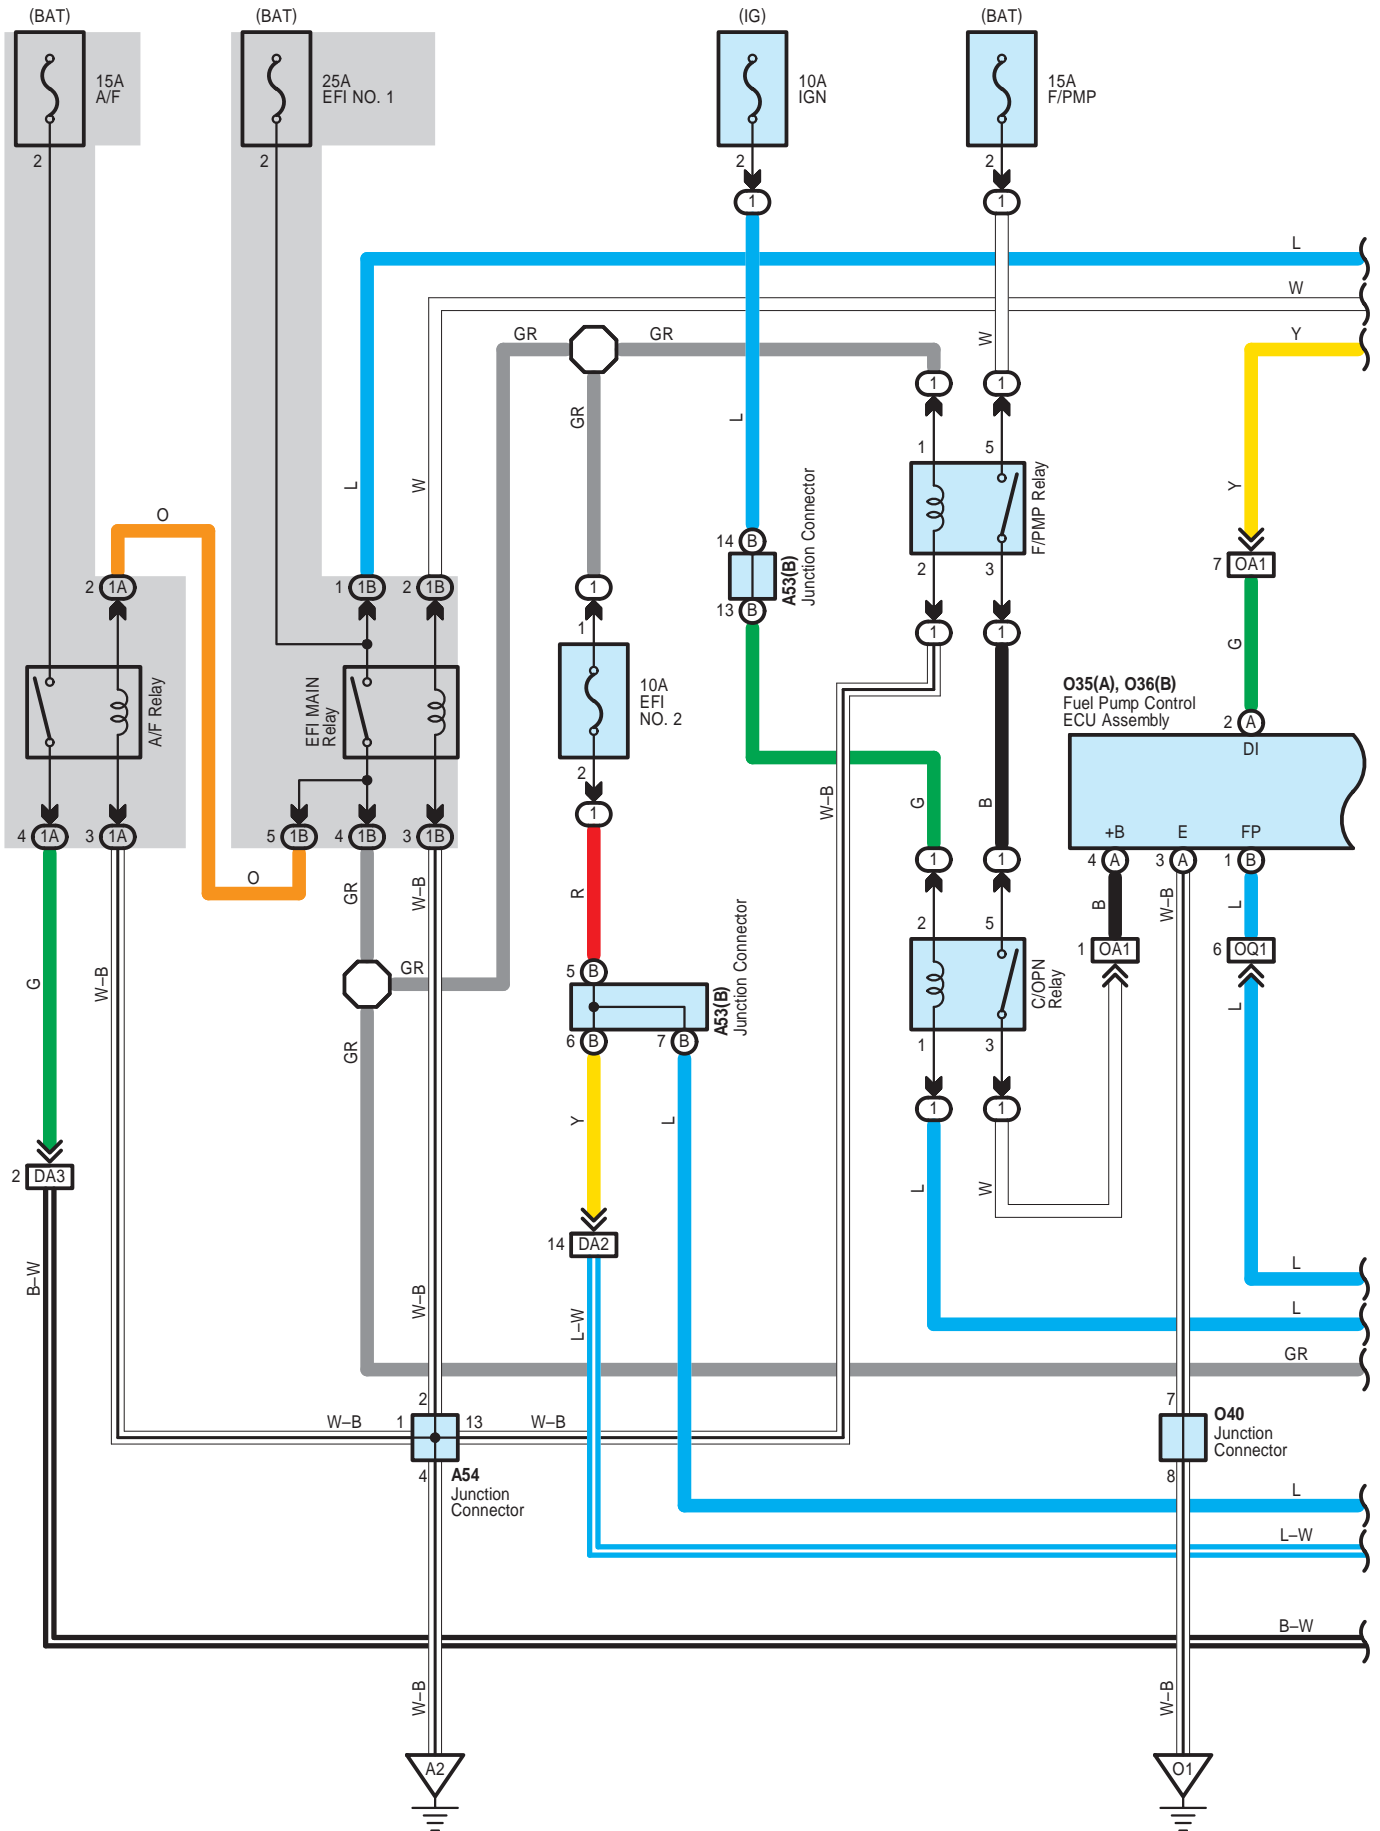 (BAT)
(BAT)
(IG)
(BAT)
15A
A/F
25A
EFI NO. 1
10A
IGN
15A
F/PMP
2
2
2
2
1
1
L
W
GR
GR
Y
W
1
1
GR
L
1
5
L
W
Y
O
F/PMP Relay
A53(B)
Junction Connector
14 B
2
3
7 OA1
2 1A
1 1B
2 1B
1
13 B
1
1
G
1
A/F Relay
EFI MAIN
Relay
10A
EFI
NO. 2
O35(A), O36(B)
Fuel Pump Control
ECU Assembly
2 A
DI
2
W–B
G
B
1
+B
E
FP
4 1A
3 1A
5 1B
4 1B
3 1B
1
1
4 A
3 A
1 B
O
GR
W–B
R
B
W–B
L
2
5
A53(B)
Junction Connector
1 OA1
6 OQ1
G
W–B
GR
5 B
C/OPN
Relay
L
GR
6 B
7 B
1
3
Y
L
1
1
2 DA3
L
W
14 DA2
B–W
W–B
L–W
L
L
GR
2
7
W–B
1
13
W–B
O40
Junction
Connector
4
A54
Junction
Connector
8
L
L–W
B–W
W–B
W–B
A2
O1